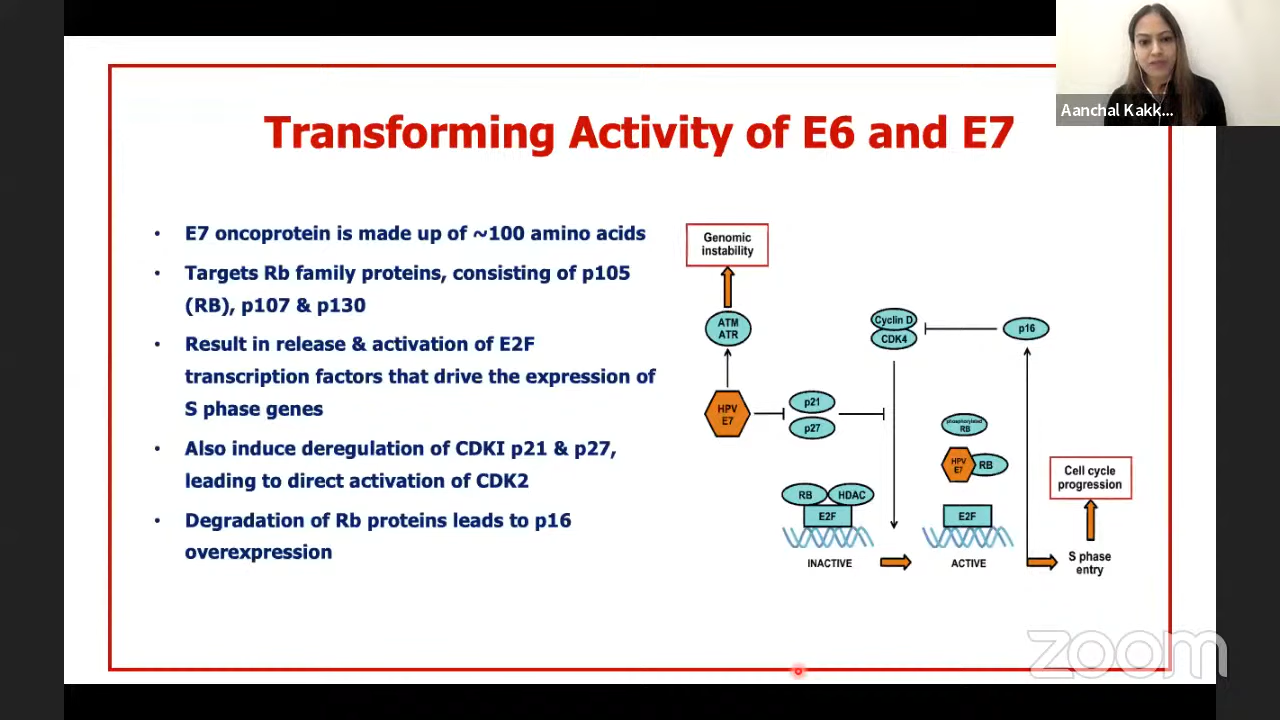 Aanchal Kakk...
Transforming Activity of E6 and E7
• E7 oncoprotein is made up of ~100 amino acids
• Targets Rb family proteins, consisting of p105
(RB), p107 & p130
• Result in release & activation of E2F
transcription factors that drive the expression of
S phase genes
• Also induce deregulation of CDKI p21 & p27,
leading to direct activation of CDK2
• Degradation of Rb proteins leads to p16
overexpression
Genomic
instability
ATM
ATR
HPV
E7
p21
p27
Cyclin D
CDK4
p16
phosphorylated
RB
HPV
E7
RB
RB
HDAC
E2F
INACTIVE
E2F
ACTIVE
Cell cycle
progression
S phase
entry
zoom